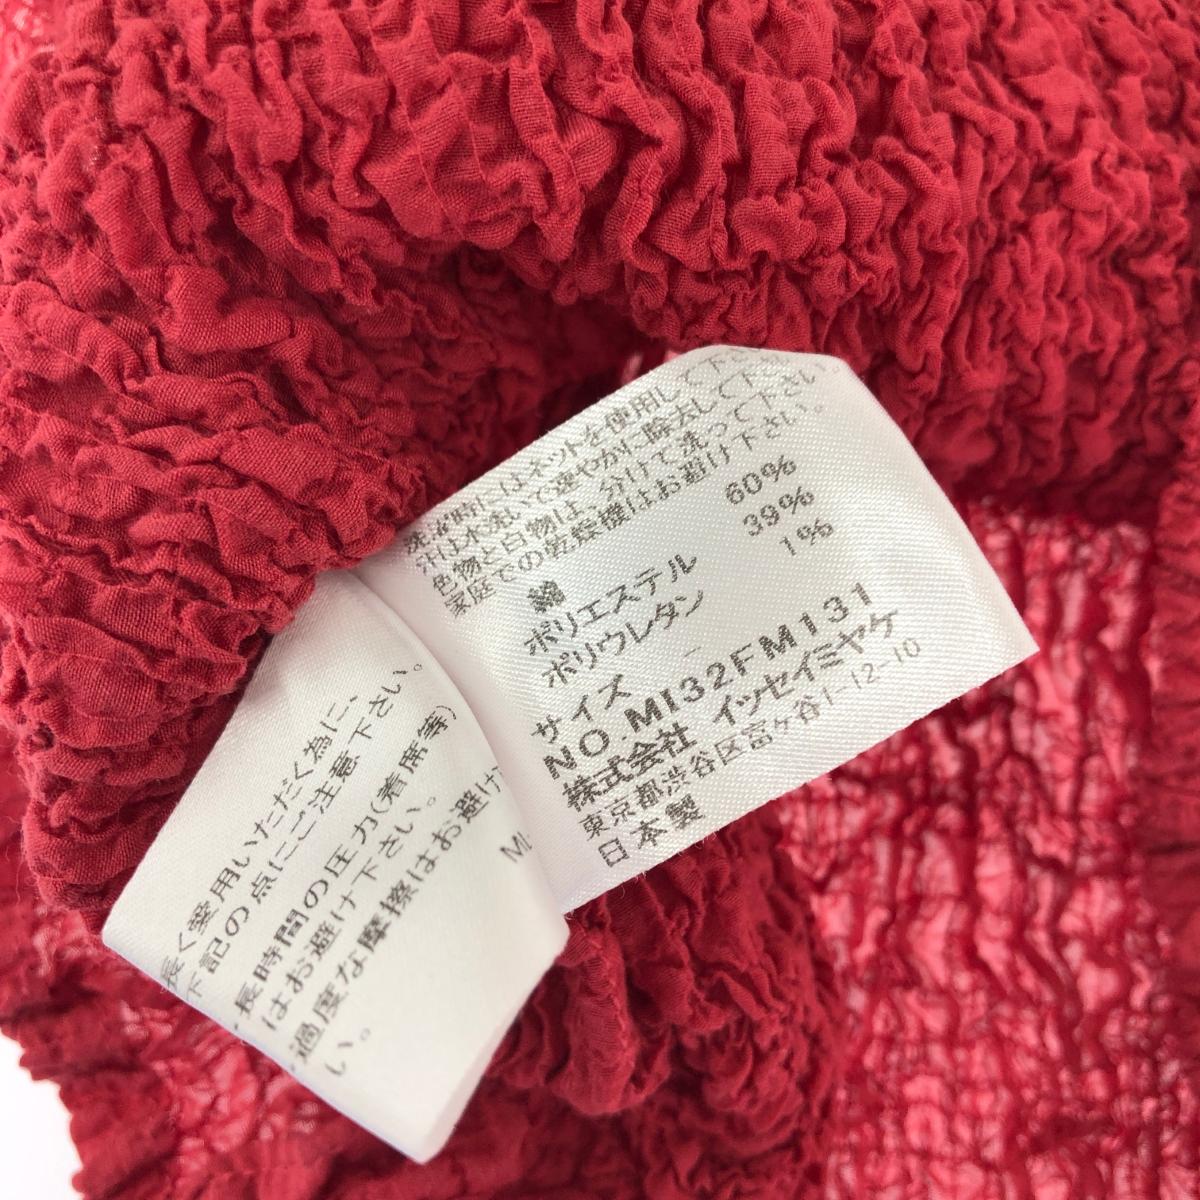 洗濯時にはネットを使用して下さ
汗は水洗いで速やかに除去して下さい。
色物と白物は、分けて洗って下さい。
家庭での乾燥機はお避け下さい。
綿 60%
ポリエステル 39%
ポリウレタン 1%
サイズ -
NO.MI32FM131
株式会社 イッセイミヤケ
東京都渋谷区富ヶ谷1-12-10
日本製
長く愛用いただく為に、
下記の点にご注意下さい。
長時間の圧力(着席等)
はお避け下さい。
過度な摩擦はお避け
い。
MI